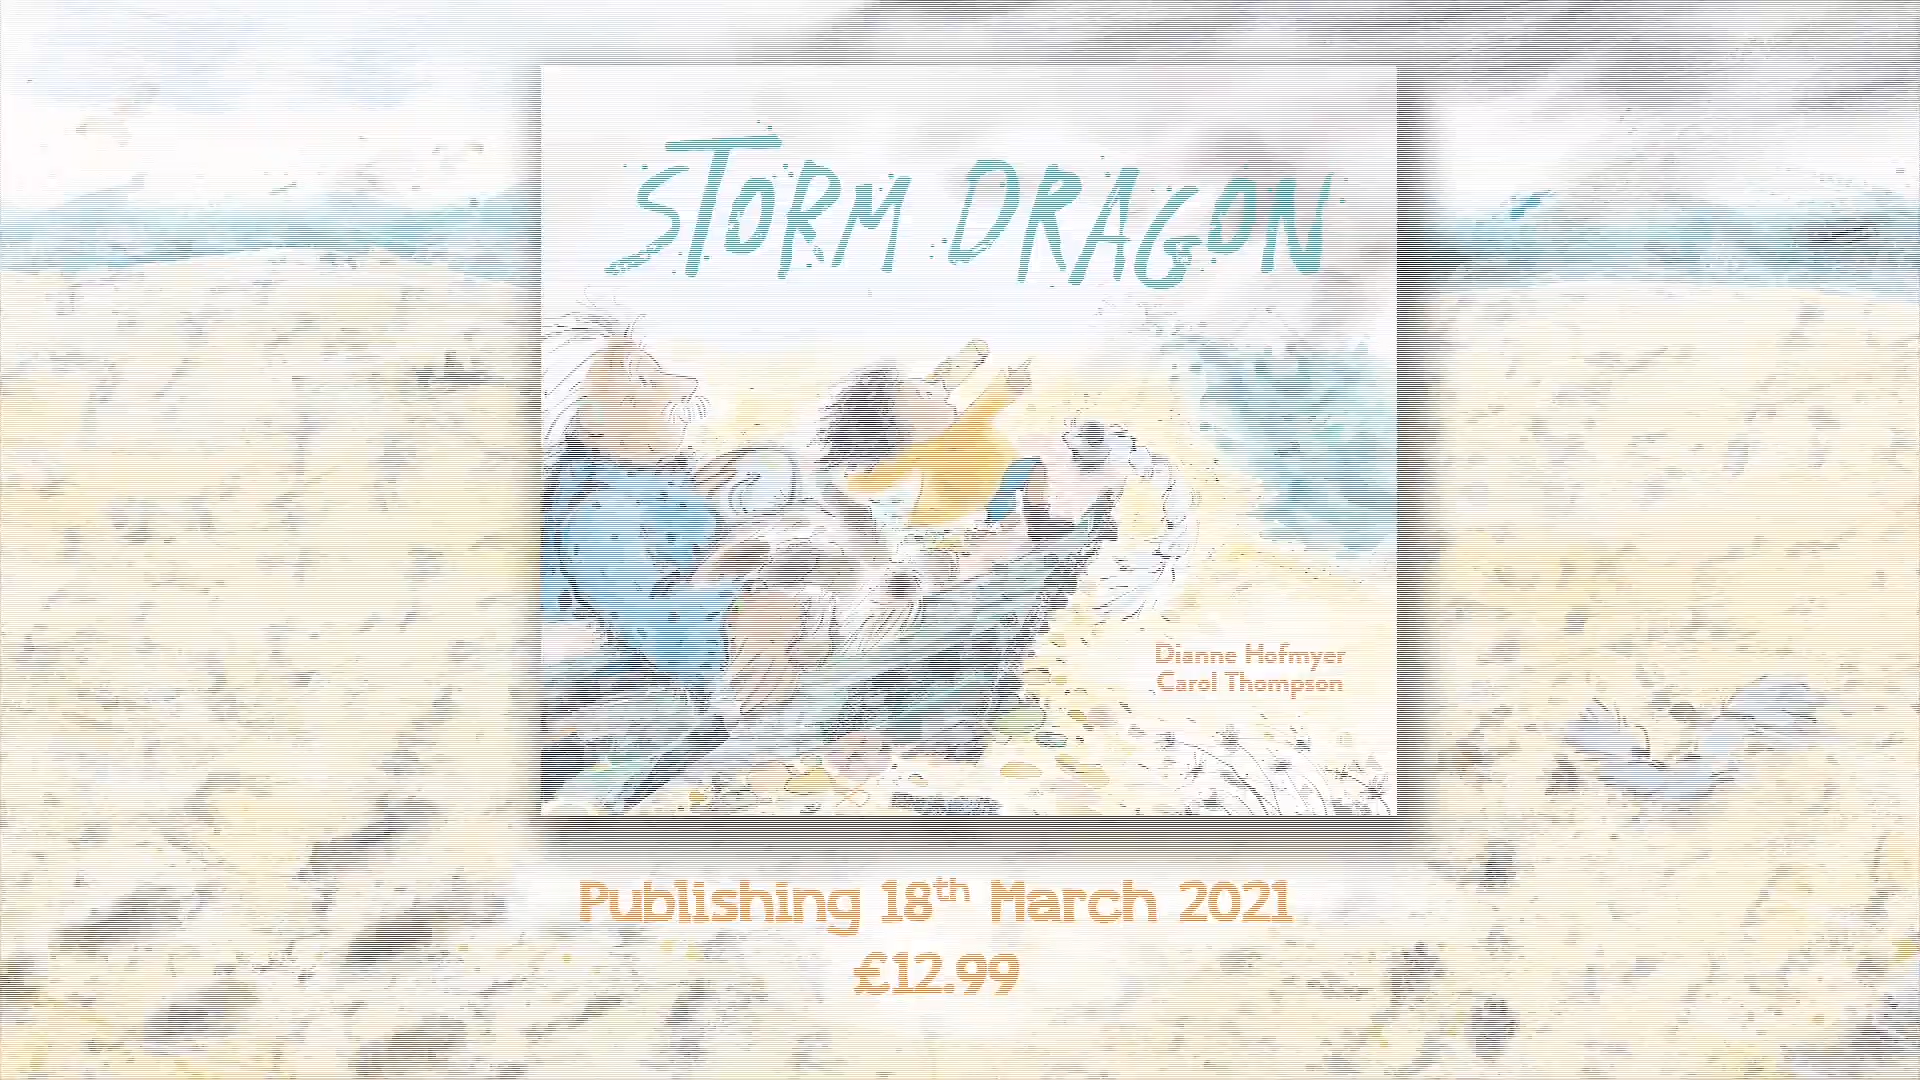 STORM DRAGON
Dianne Hofmyer
Carol Thompson
Publishing 18th March 2021
£12.99